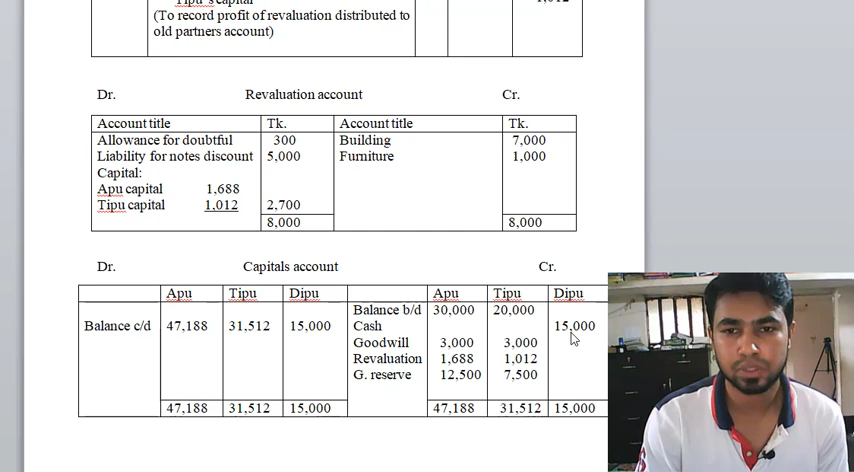 Tipu's capital 1,012
(To record profit of revaluation distributed to
old partners account)
Dr. Revaluation account Cr.
Account title Tk. Account title Tk.
Allowance for doubtful 300 Building 7,000
Liability for notes discount 5,000 Furniture 1,000
Capital:
Apu capital 1,688
Tipu capital 1,012 2,700
8,000 8,000
Dr. Capitals account Cr.
Apu Tipu Dipu Apu Tipu Dipu
Balance b/d 30,000 20,000
Balance c/d 47,188 31,512 15,000 Cash 15,000
Goodwill 3,000 3,000
Revaluation 1,688 1,012
G. reserve 12,500 7,500
47,188 31,512 15,000 47,188 31,512 15,000